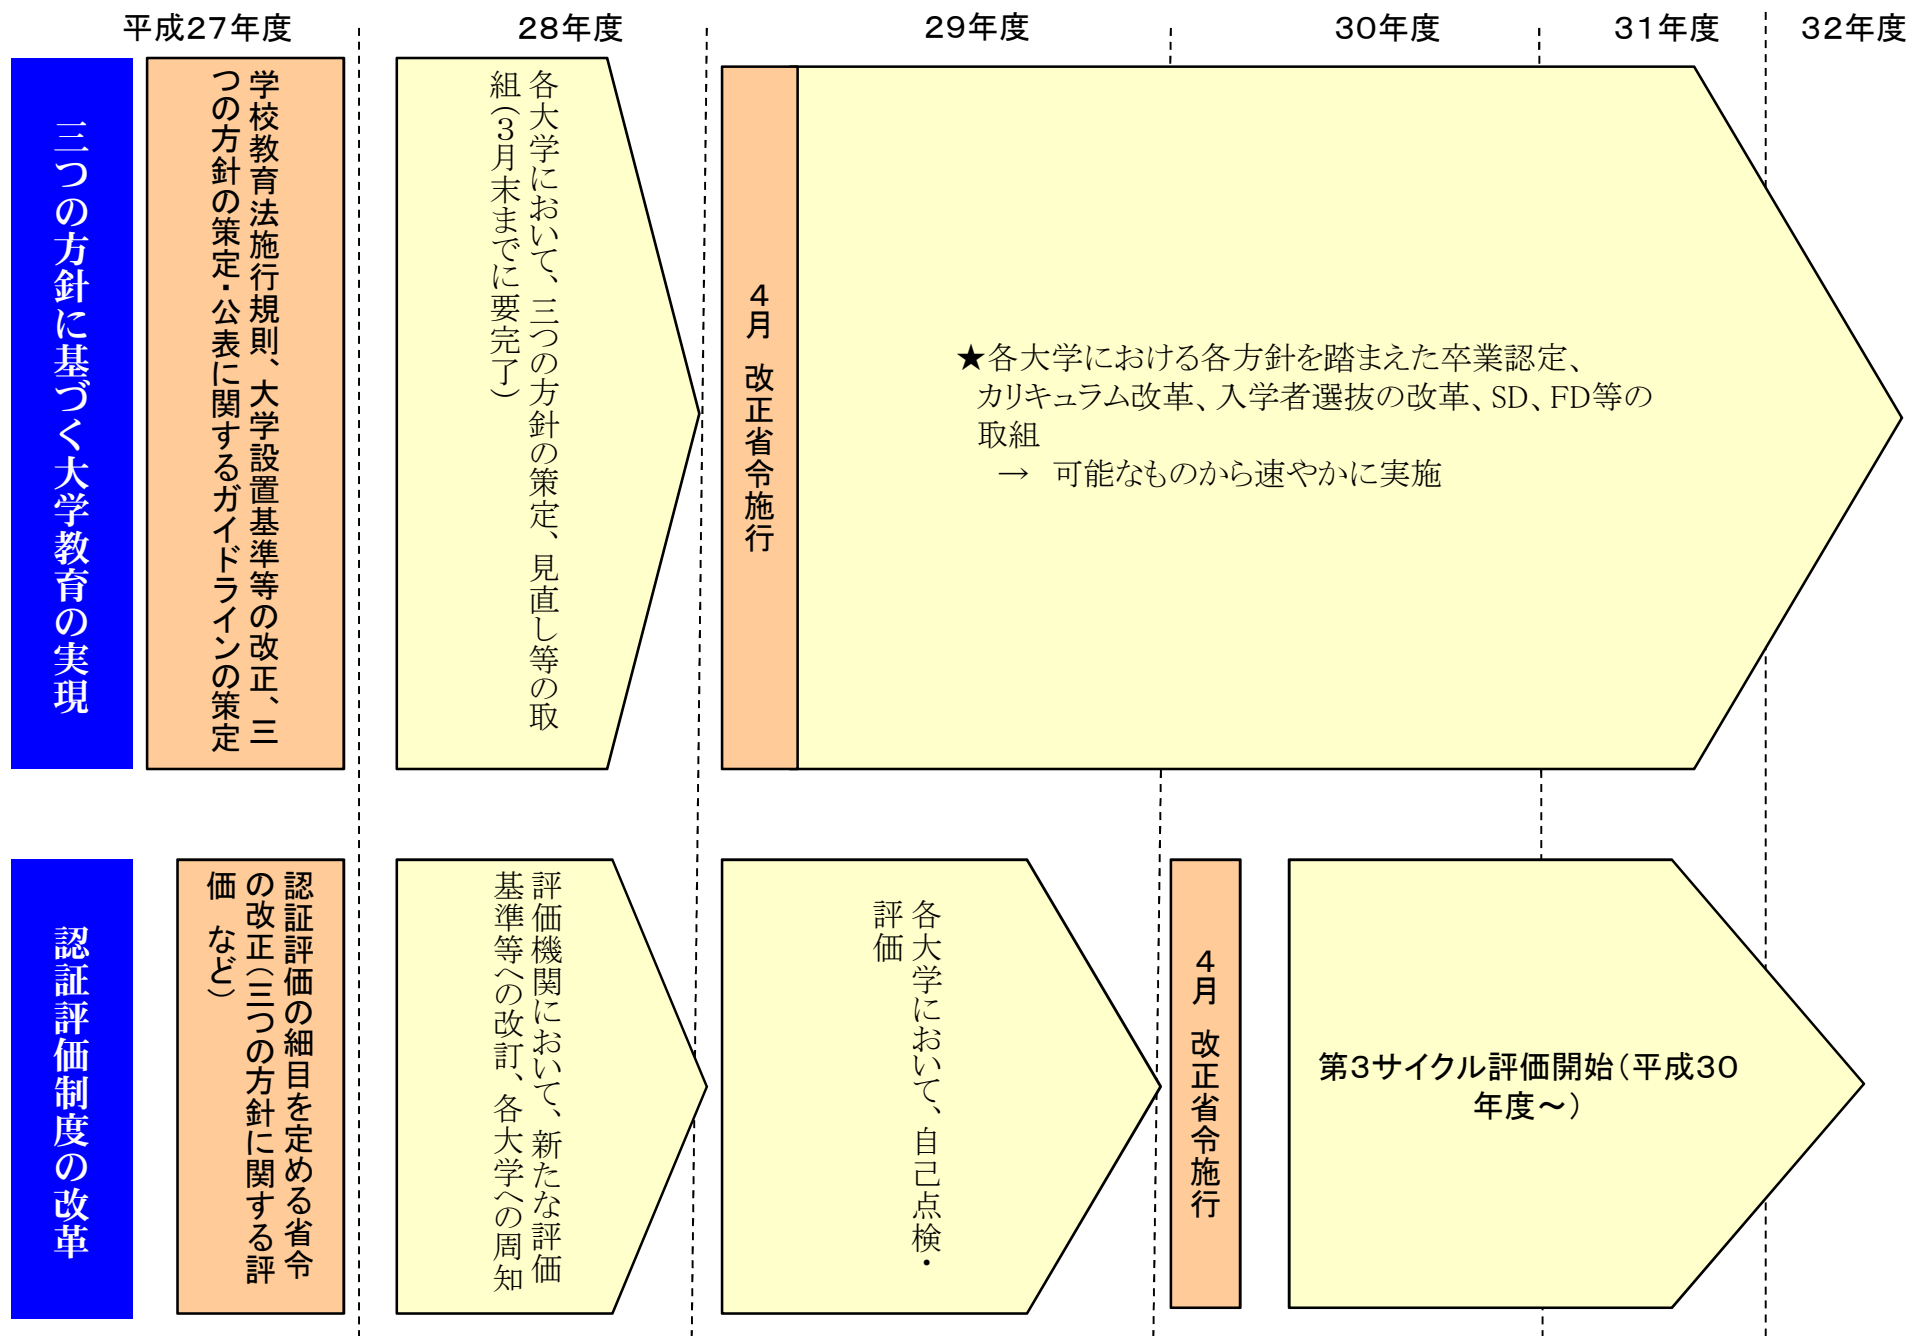 平成27年度
28年度
29年度
30年度
31年度
32年度
三つの方針に基づく大学教育の実現
学校教育法施行規則、大学設置基準等の改正、三
つの方針の策定・公表に関するガイドラインの策定
各大学において、三つの方針の策定、見直し等の取
組（３月末までに要完了）
４月 改正省令施行
★各大学における各方針を踏まえた卒業認定、
カリキュラム改革、入学者選抜の改革、SD、FD等の
取組
→ 可能なものから速やかに実施
認証評価制度の改革
認証評価の細目を定める省令
の改正（三つの方針に関する評
価 など）
評価機関において、新たな評価
基準等への改訂、各大学への周知
各大学において、自己点検・
評価
４月 改正省令施行
第3サイクル評価開始（平成30
年度～）